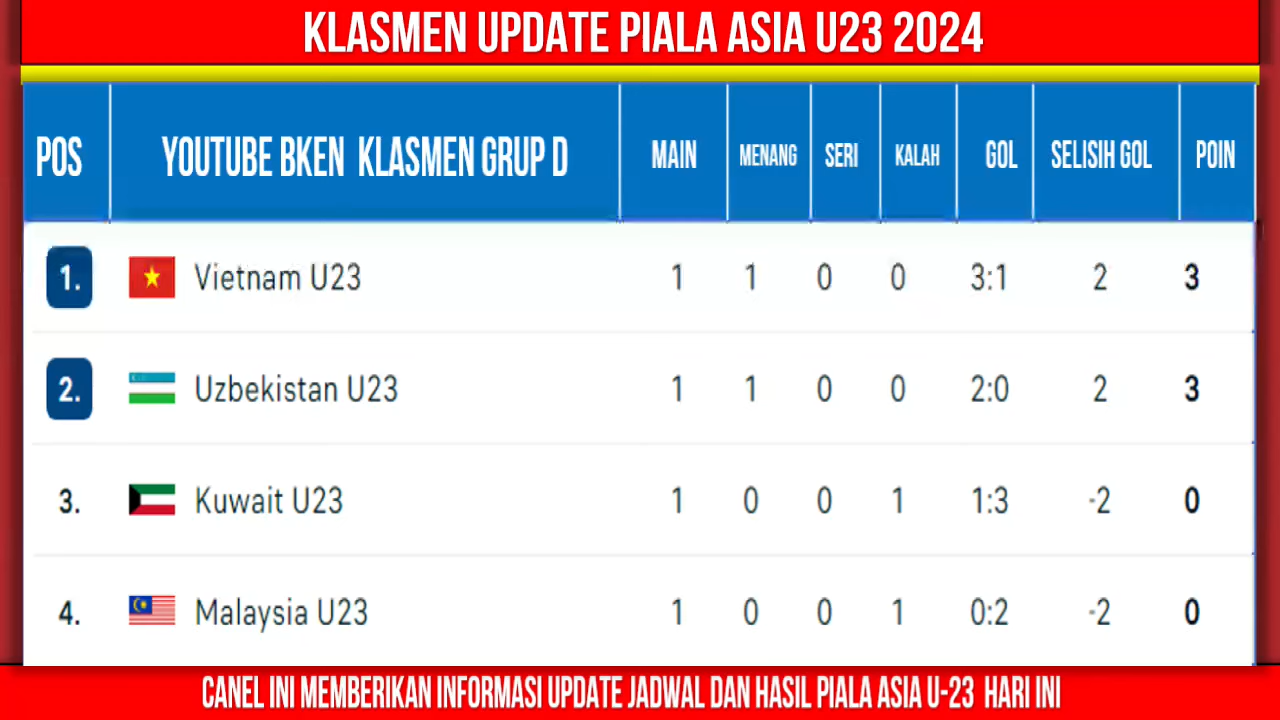 KLASMEN UPDATE PIALA ASIA U23 2024
POS YOUTUBE BKEN KLASMEN GRUP D MAIN MENANG SERI KALAH GOL SELISIH GOL POIN
1. Vietnam U23 1 1 0 0 3:1 2 3
2. Uzbekistan U23 1 1 0 0 2:0 2 3
3. Kuwait U23 1 0 0 1 1:3 -2 0
4. Malaysia U23 1 0 0 1 0:2 -2 0
CANEL INI MEMBERIKAN INFORMASI UPDATE JADWAL DAN HASIL PIALA ASIA U-23 HARI INI